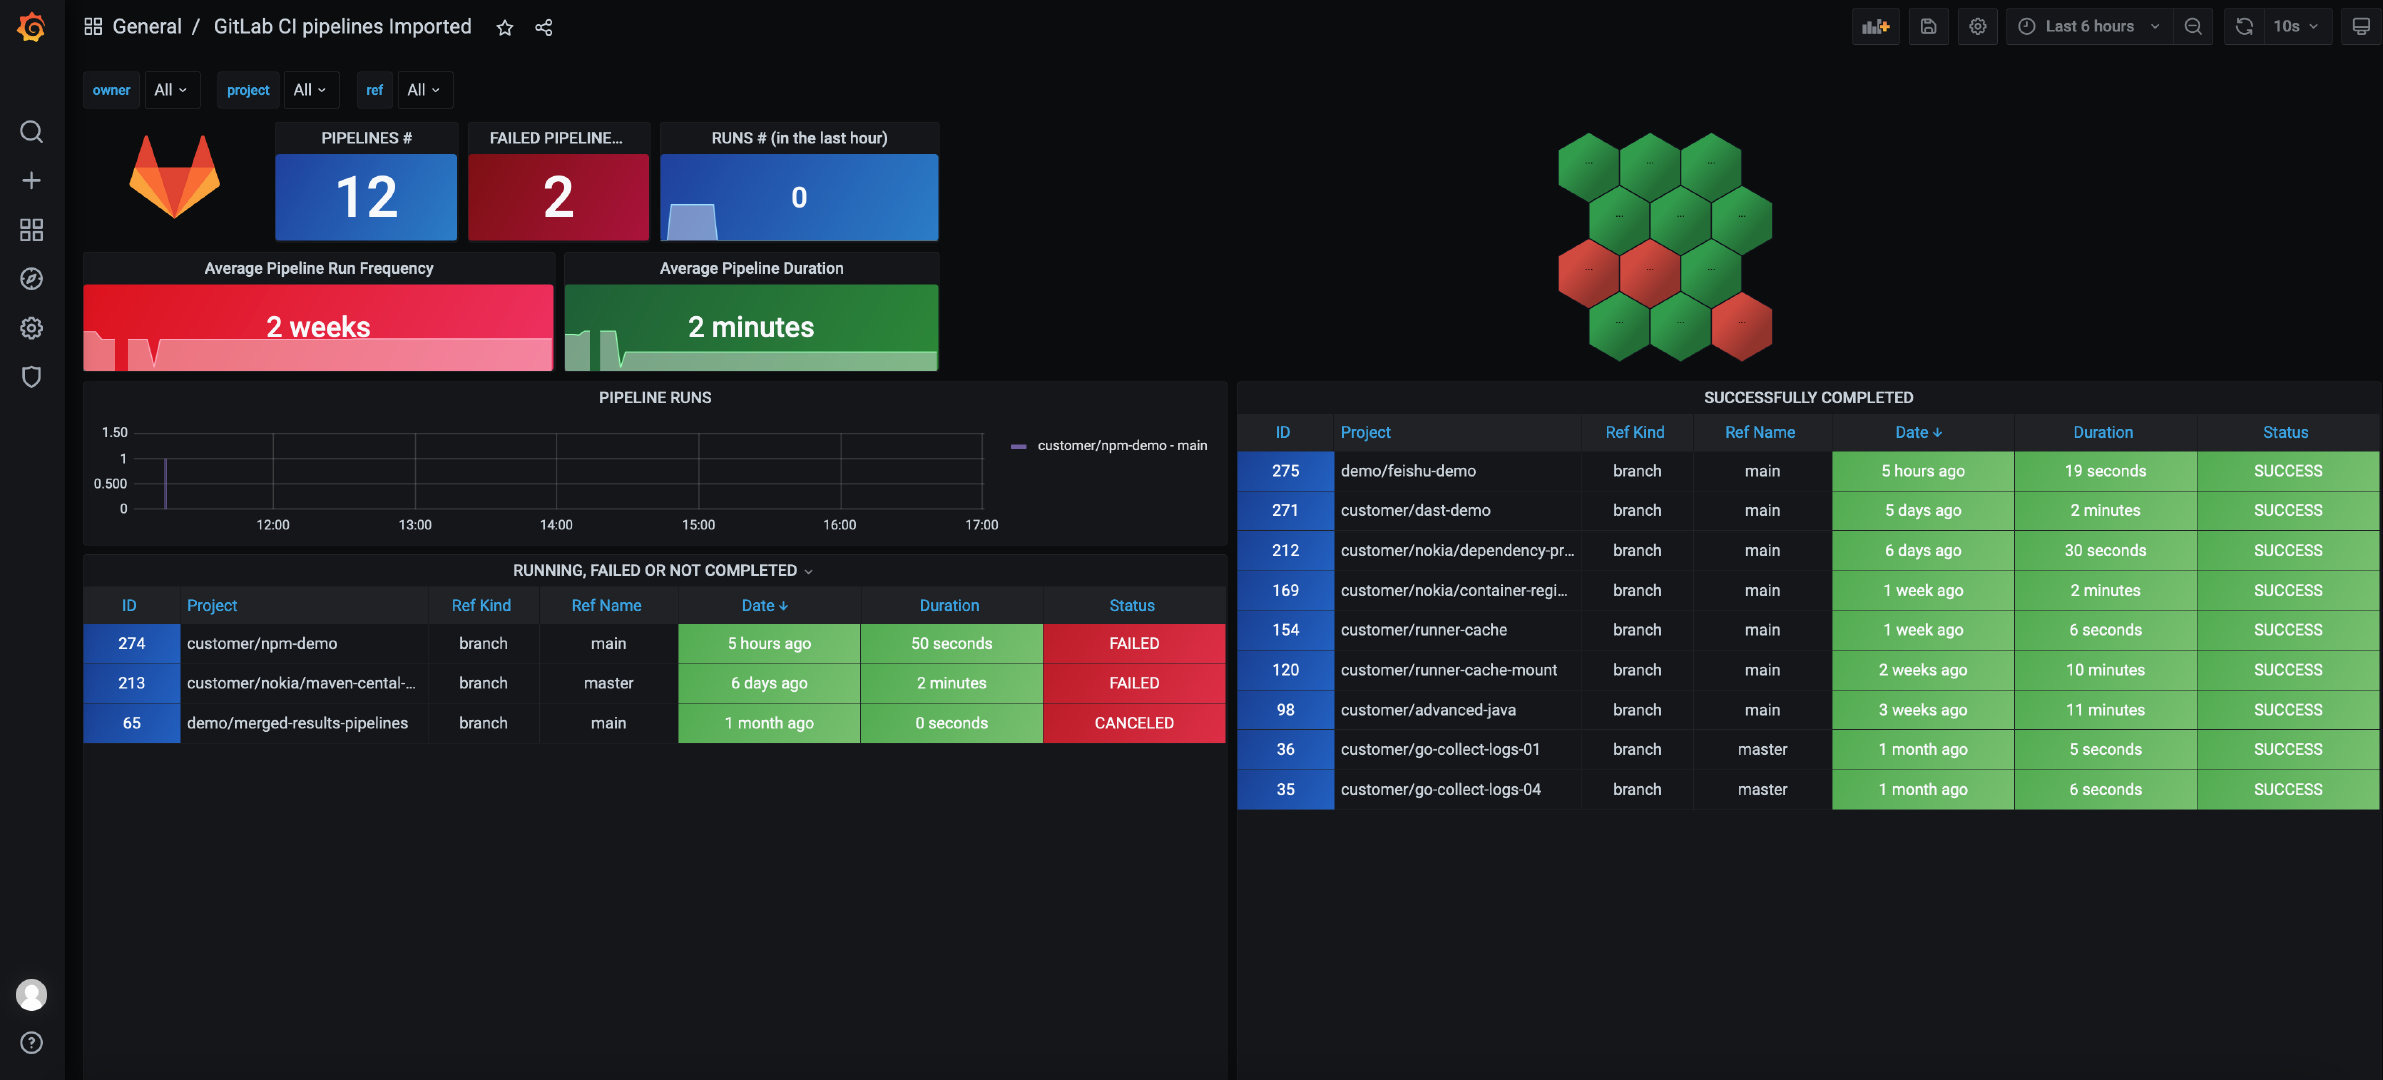 General / GitLab CI pipelines Imported
Last 6 hours
10s
owner All project All ref All
PIPELINES #
12
FAILED PIPELINE...
2
RUNS # (in the last hour)
0
... ... ...
... ... ...
... ... ...
... ... ...
Average Pipeline Run Frequency
2 weeks
Average Pipeline Duration
2 minutes
PIPELINE RUNS
1.50
1
0.500
0
12:00 13:00 14:00 15:00 16:00 17:00
customer/npm-demo - main
RUNNING, FAILED OR NOT COMPLETED
ID Project Ref Kind Ref Name Date Duration Status
274 customer/npm-demo branch main 5 hours ago 50 seconds FAILED
213 customer/nokia/maven-cental-... branch master 6 days ago 2 minutes FAILED
65 demo/merged-results-pipelines branch main 1 month ago 0 seconds CANCELED
SUCCESSFULLY COMPLETED
ID Project Ref Kind Ref Name Date Duration Status
275 demo/feishu-demo branch main 5 hours ago 19 seconds SUCCESS
271 customer/dast-demo branch main 5 days ago 2 minutes SUCCESS
212 customer/nokia/dependency-pr... branch main 6 days ago 30 seconds SUCCESS
169 customer/nokia/container-regi... branch main 1 week ago 2 minutes SUCCESS
154 customer/runner-cache branch main 1 week ago 6 seconds SUCCESS
120 customer/runner-cache-mount branch main 2 weeks ago 10 minutes SUCCESS
98 customer/advanced-java branch main 3 weeks ago 11 minutes SUCCESS
36 customer/go-collect-logs-01 branch master 1 month ago 5 seconds SUCCESS
35 customer/go-collect-logs-04 branch master 1 month ago 6 seconds SUCCESS